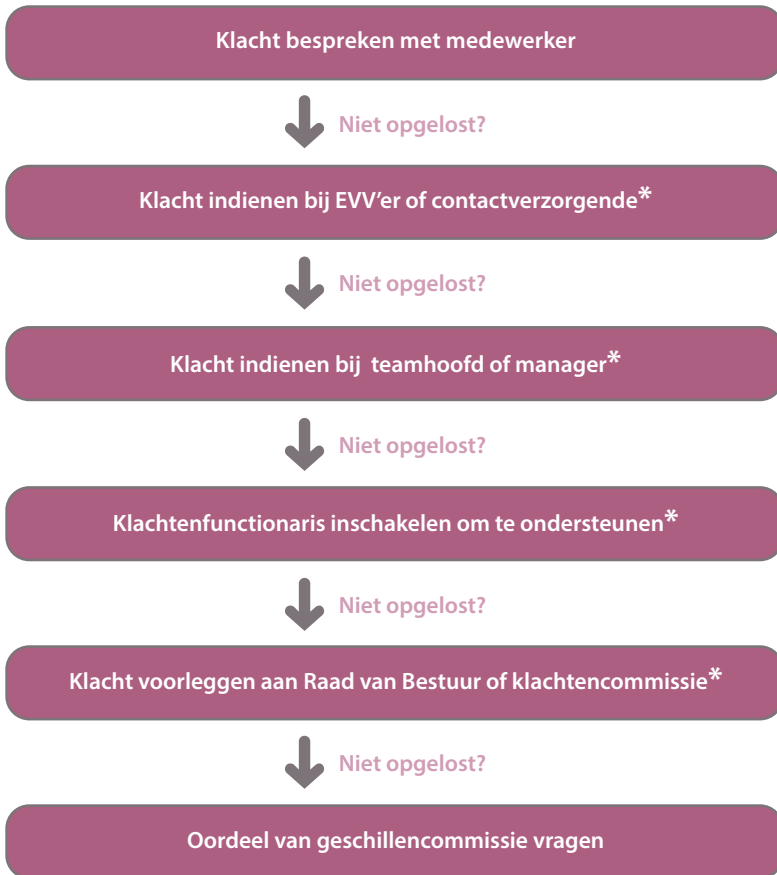 Klacht bespreken met medewerker
Niet opgelost?
Klacht indienen bij EVV’er of contactverzorgende*
Niet opgelost?
Klacht indienen bij teamhoofd of manager*
Niet opgelost?
Klachtenfunctionaris inschakelen om te ondersteunen*
Niet opgelost?
Klacht voorleggen aan Raad van Bestuur of klachtencommissie*
Niet opgelost?
Oordeel van geschillencommissie vragen